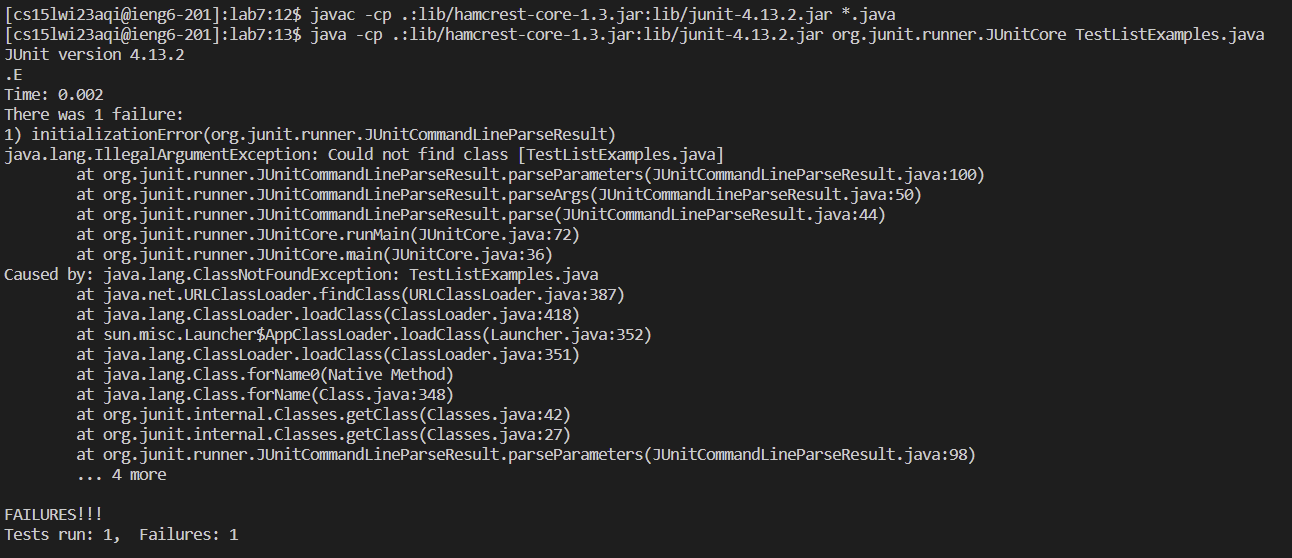 [cs15lwi23aqi@ieng6-201]:lab7:12$ javac -cp .:lib/hamcrest-core-1.3.jar:lib/junit-4.13.2.jar *.java
[cs15lwi23aqi@ieng6-201]:lab7:13$ java -cp .:lib/hamcrest-core-1.3.jar:lib/junit-4.13.2.jar org.junit.runner.JUnitCore TestListExamples.java
JUnit version 4.13.2
.E
Time: 0.002
There was 1 failure:
1) initializationError(org.junit.runner.JUnitCommandLineParseResult)
java.lang.IllegalArgumentException: Could not find class [TestListExamples.java]
        at org.junit.runner.JUnitCommandLineParseResult.parseParameters(JUnitCommandLineParseResult.java:100)
        at org.junit.runner.JUnitCommandLineParseResult.parseArgs(JUnitCommandLineParseResult.java:50)
        at org.junit.runner.JUnitCommandLineParseResult.parse(JUnitCommandLineParseResult.java:44)
        at org.junit.runner.JUnitCore.runMain(JUnitCore.java:72)
        at org.junit.runner.JUnitCore.main(JUnitCore.java:36)
Caused by: java.lang.ClassNotFoundException: TestListExamples.java
        at java.net.URLClassLoader.findClass(URLClassLoader.java:387)
        at java.lang.ClassLoader.loadClass(ClassLoader.java:418)
        at sun.misc.Launcher$AppClassLoader.loadClass(Launcher.java:352)
        at java.lang.ClassLoader.loadClass(ClassLoader.java:351)
        at java.lang.Class.forName0(Native Method)
        at java.lang.Class.forName(Class.java:348)
        at org.junit.internal.Classes.getClass(Classes.java:42)
        at org.junit.internal.Classes.getClass(Classes.java:27)
        at org.junit.runner.JUnitCommandLineParseResult.parseParameters(JUnitCommandLineParseResult.java:98)
        ... 4 more

FAILURES!!!
Tests run: 1,  Failures: 1